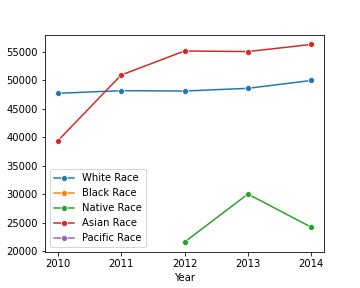 55000
50000
45000
40000
35000
30000
25000
20000
White Race
Black Race
Native Race
Asian Race
Pacific Race
2010 2011 2012 2013 2014
Year